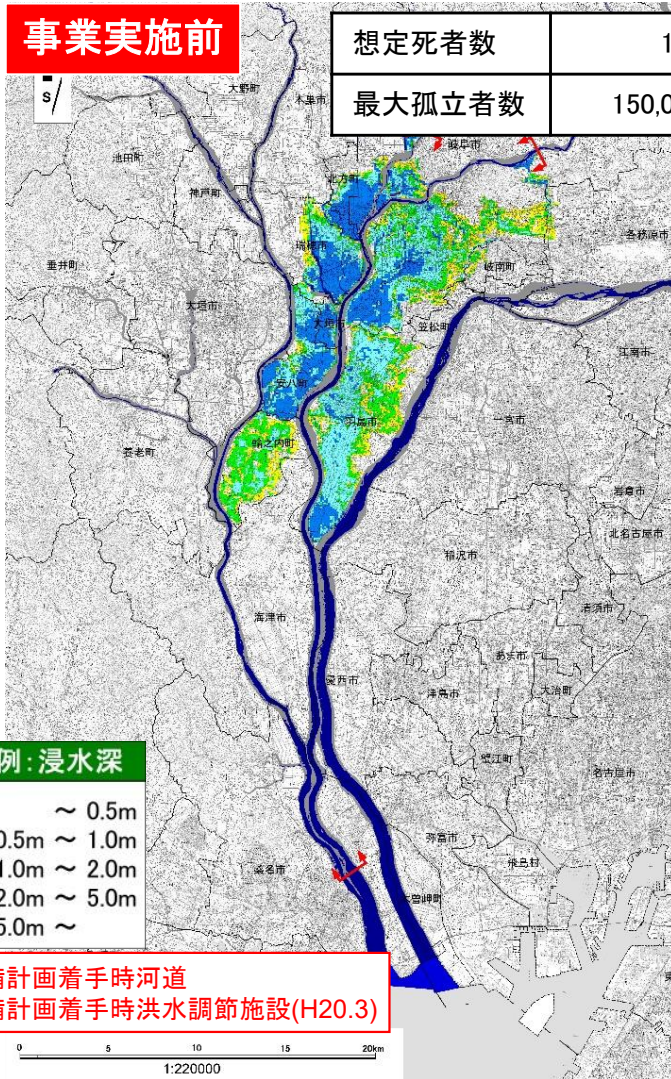 事業実施前
想定死者数 1
最大孤立者数 150,0
S
大野町
本巣市
岐阜市
池田町
北方町
神戸町
各務原市
瑞穂市
垂井町
岐南町
大垣市
大垣市
笠松町
江南市
安八町
羽島市
一宮市
輪之内町
養老町
岩倉市
北名古屋市
稲沢市
清須市
海津市
あま市
愛西市
津島市
大治町
蟹江町
名古屋市
例:浸水深
~ 0.5m
0.5m ~ 1.0m
1.0m ~ 2.0m
2.0m ~ 5.0m
5.0m ~
弥富市
飛島村
桑名市
木曽岬町
備計画着手時河道
備計画着手時洪水調節施設(H20.3)
0 5 10 15 20km
1:220000